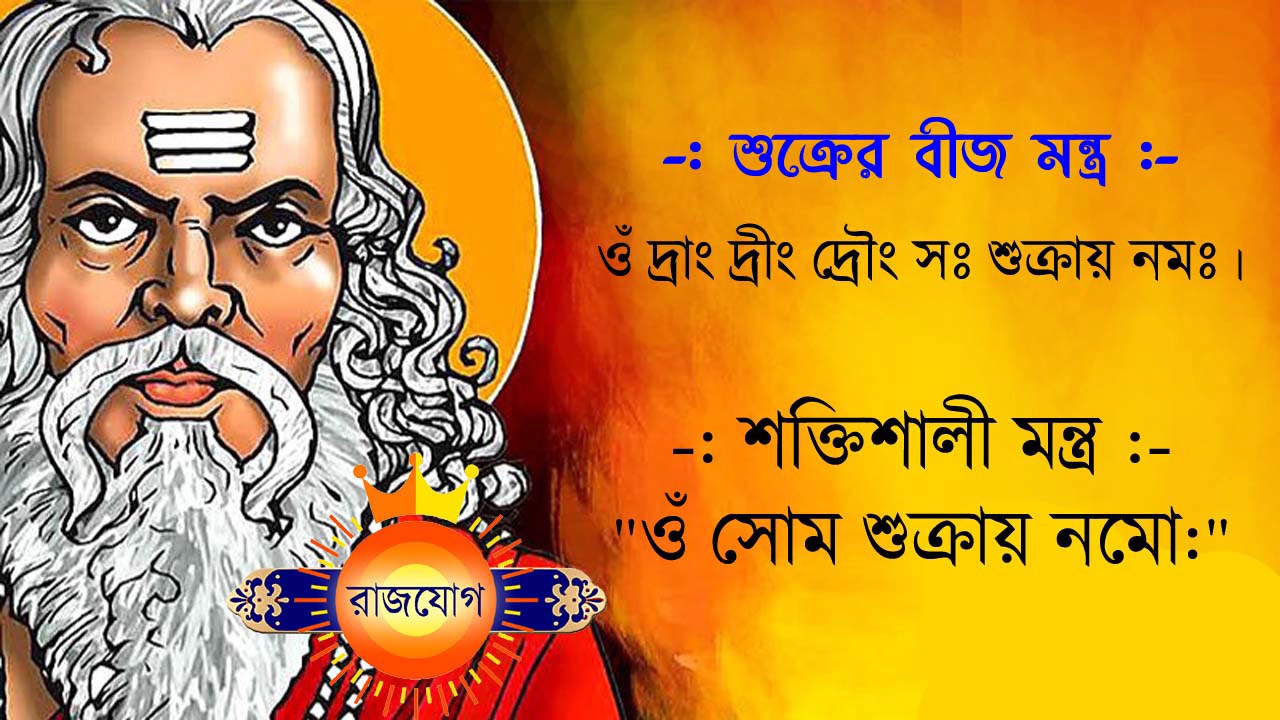 -: শুক্রের বীজ মন্ত্র :-
ওঁ দ্রাং দ্রীং দ্রৌং সঃ শুক্রায় নমঃ।
-: শক্তিশালী মন্ত্র :-
"ওঁ সোম শুক্রায় নমো:"
রাজযোগ